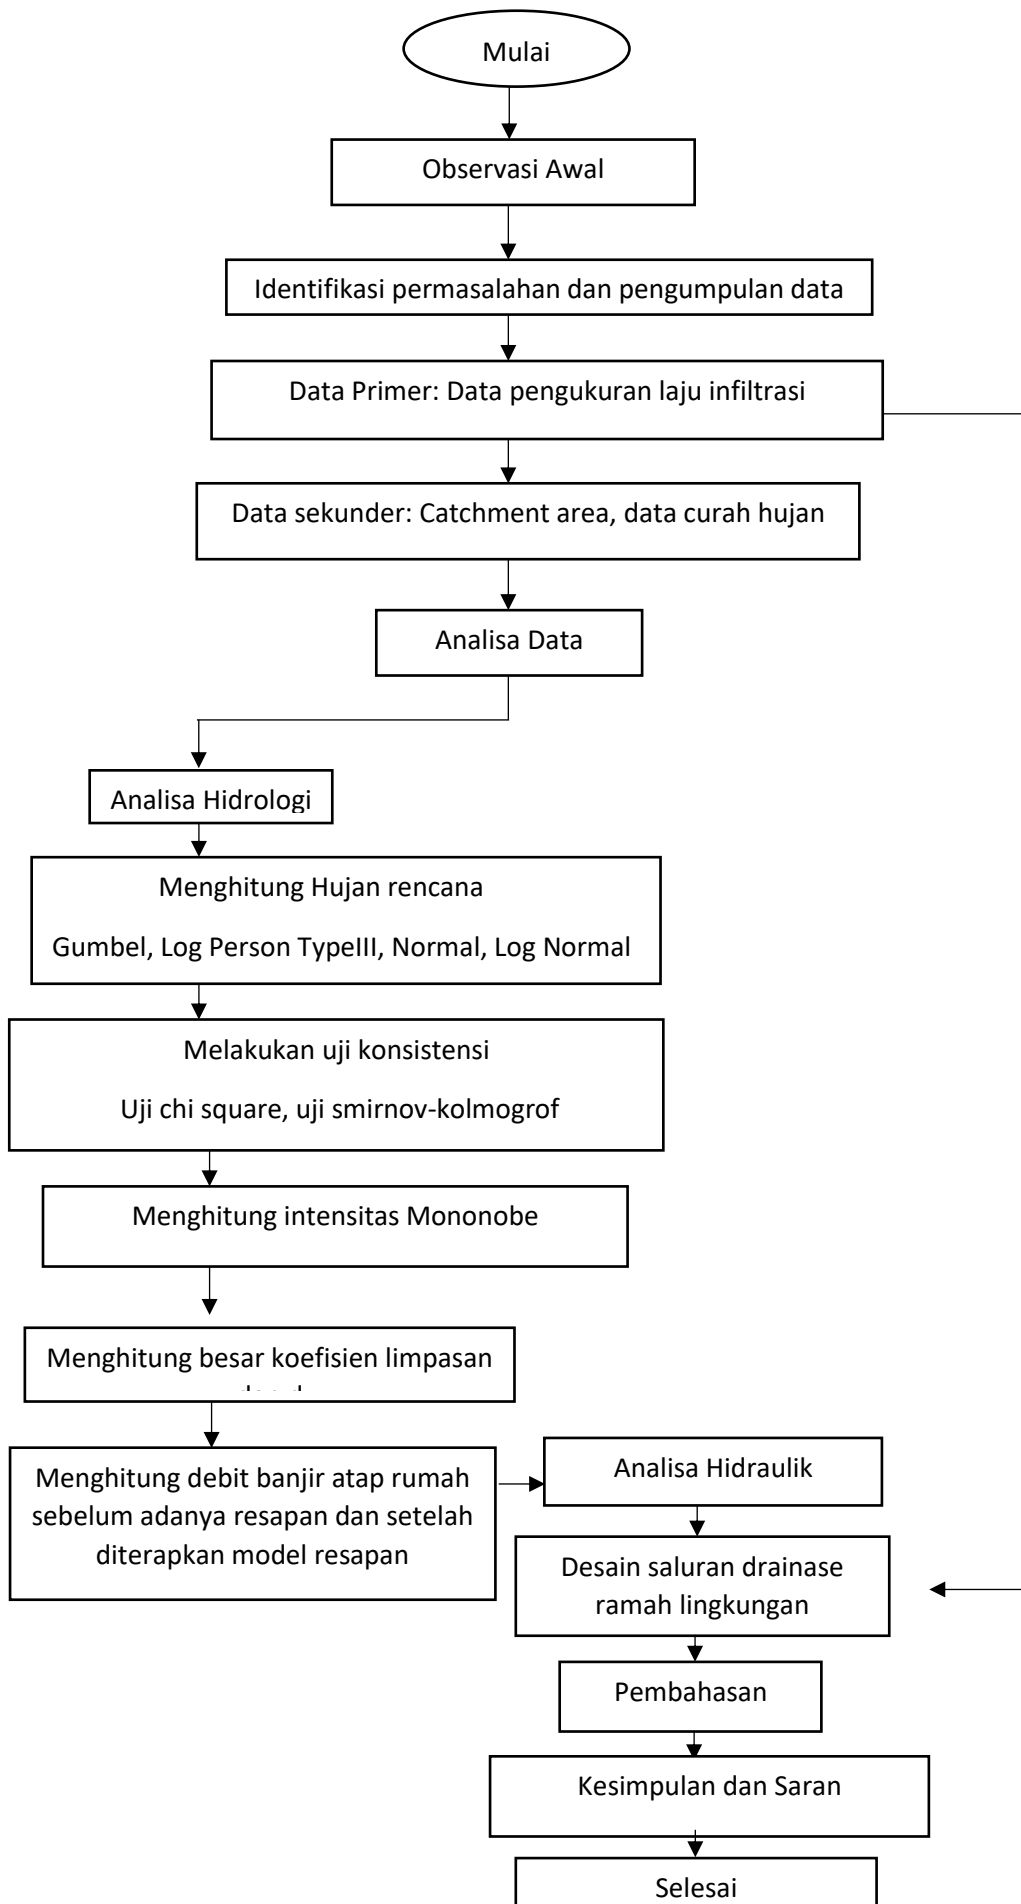 Mulai
Observasi Awal
Identifikasi permasalahan dan pengumpulan data
Data Primer: Data pengukuran laju infiltrasi
Data sekunder: Catchment area, data curah hujan
Analisa Data
Analisa Hidrologi
Menghitung Hujan rencana
Gumbel, Log Person TypeIII, Normal, Log Normal
Melakukan uji konsistensi
Uji chi square, uji smirnov-kolmogrof
Menghitung intensitas Mononobe
Menghitung besar koefisien limpasan
Menghitung debit banjir atap rumah
sebelum adanya resapan dan setelah
diterapkan model resapan
Analisa Hidraulik
Desain saluran drainase
ramah lingkungan
Pembahasan
Kesimpulan dan Saran
Selesai